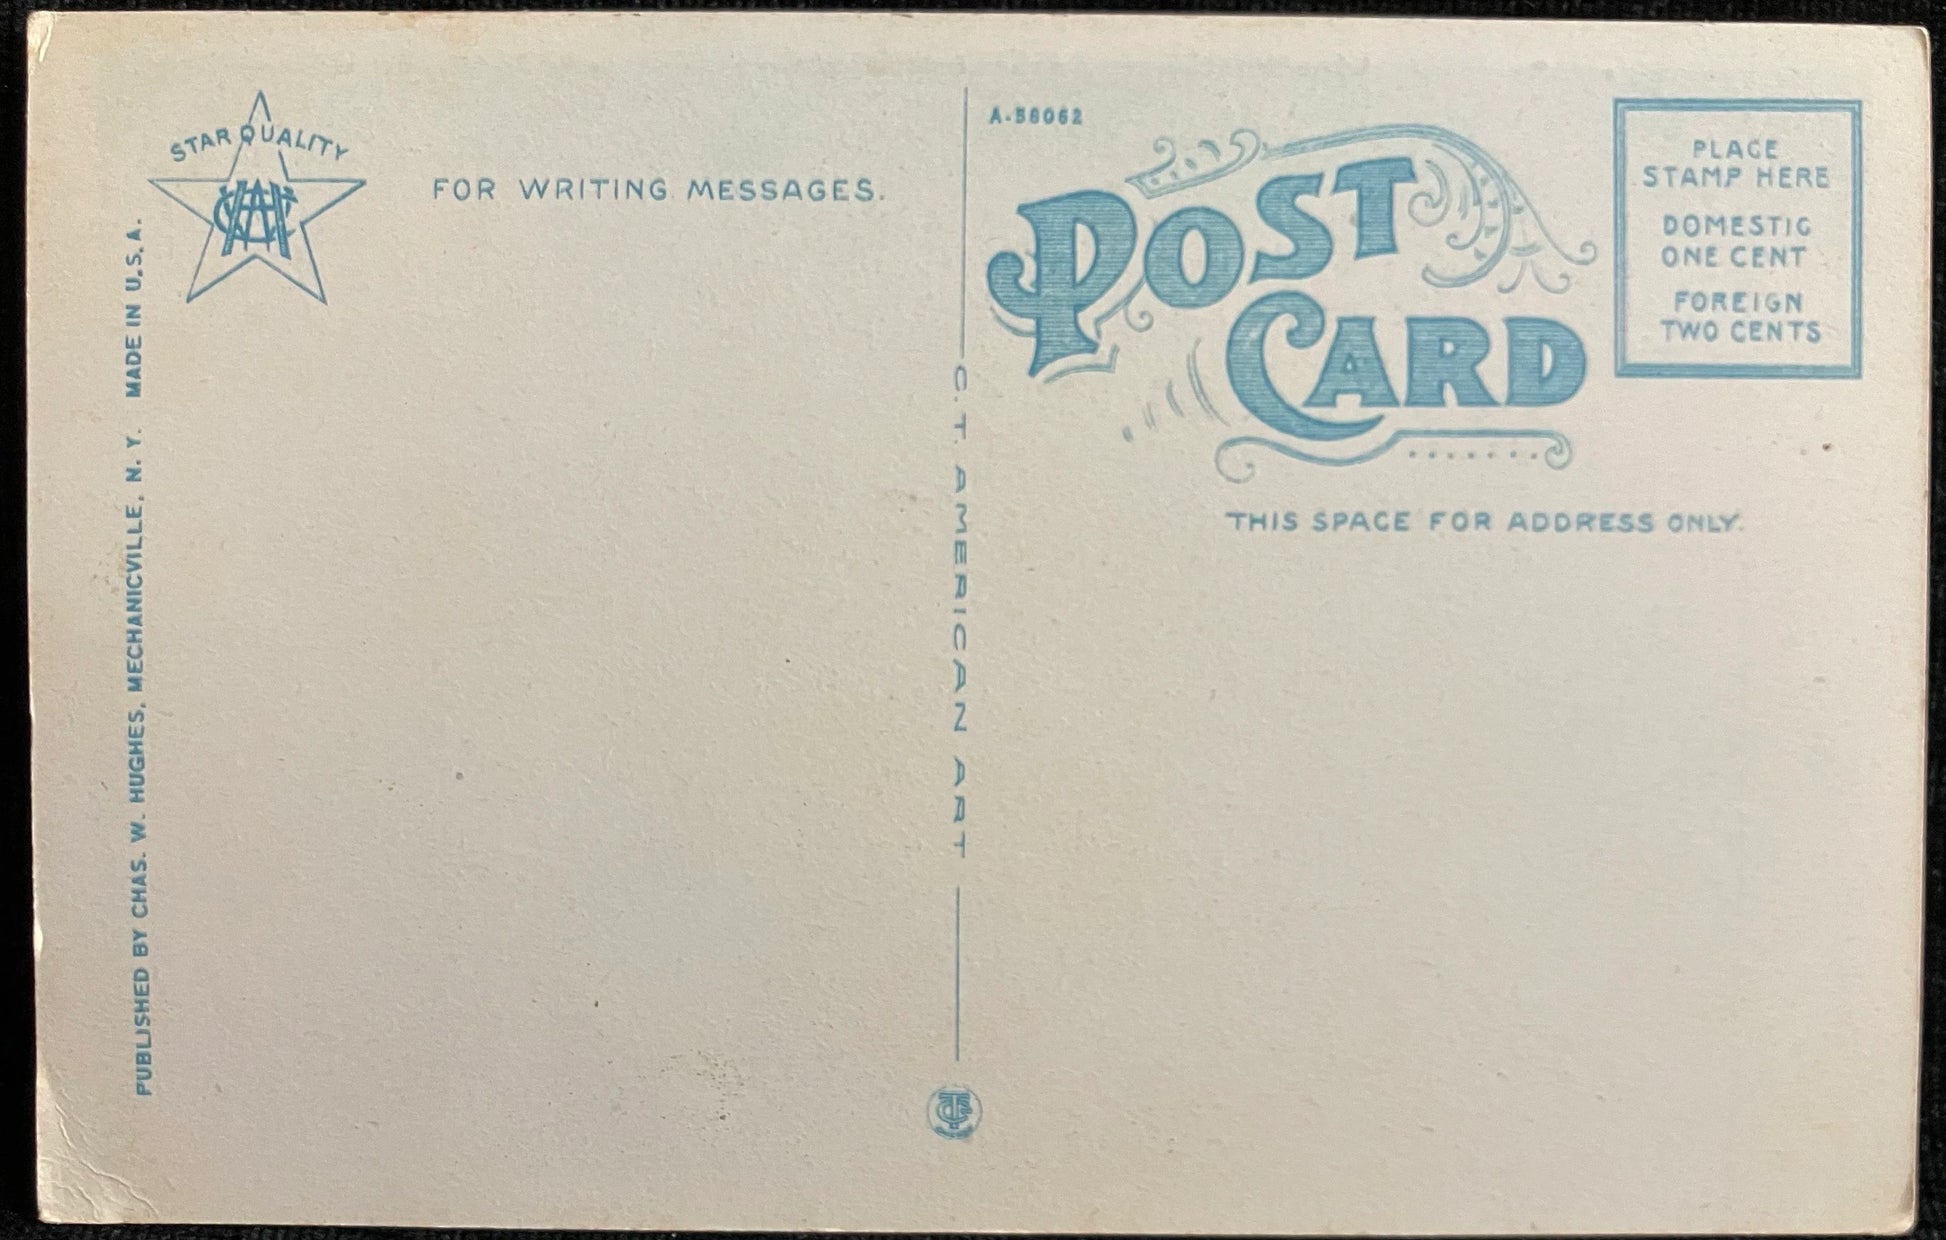 STAR QUALITY
FOR WRITING MESSAGES.
PUBLISHED BY CHAS. W. HUGHES, MECHANICVILLE, N. Y. MADE IN U.S.A.
C. T. AMERICAN ART
A-56062
POST
CARD
PLACE
STAMP HERE
DOMESTIC
ONE CENT
FOREIGN
TWO CENTS
THIS SPACE FOR ADDRESS ONLY.